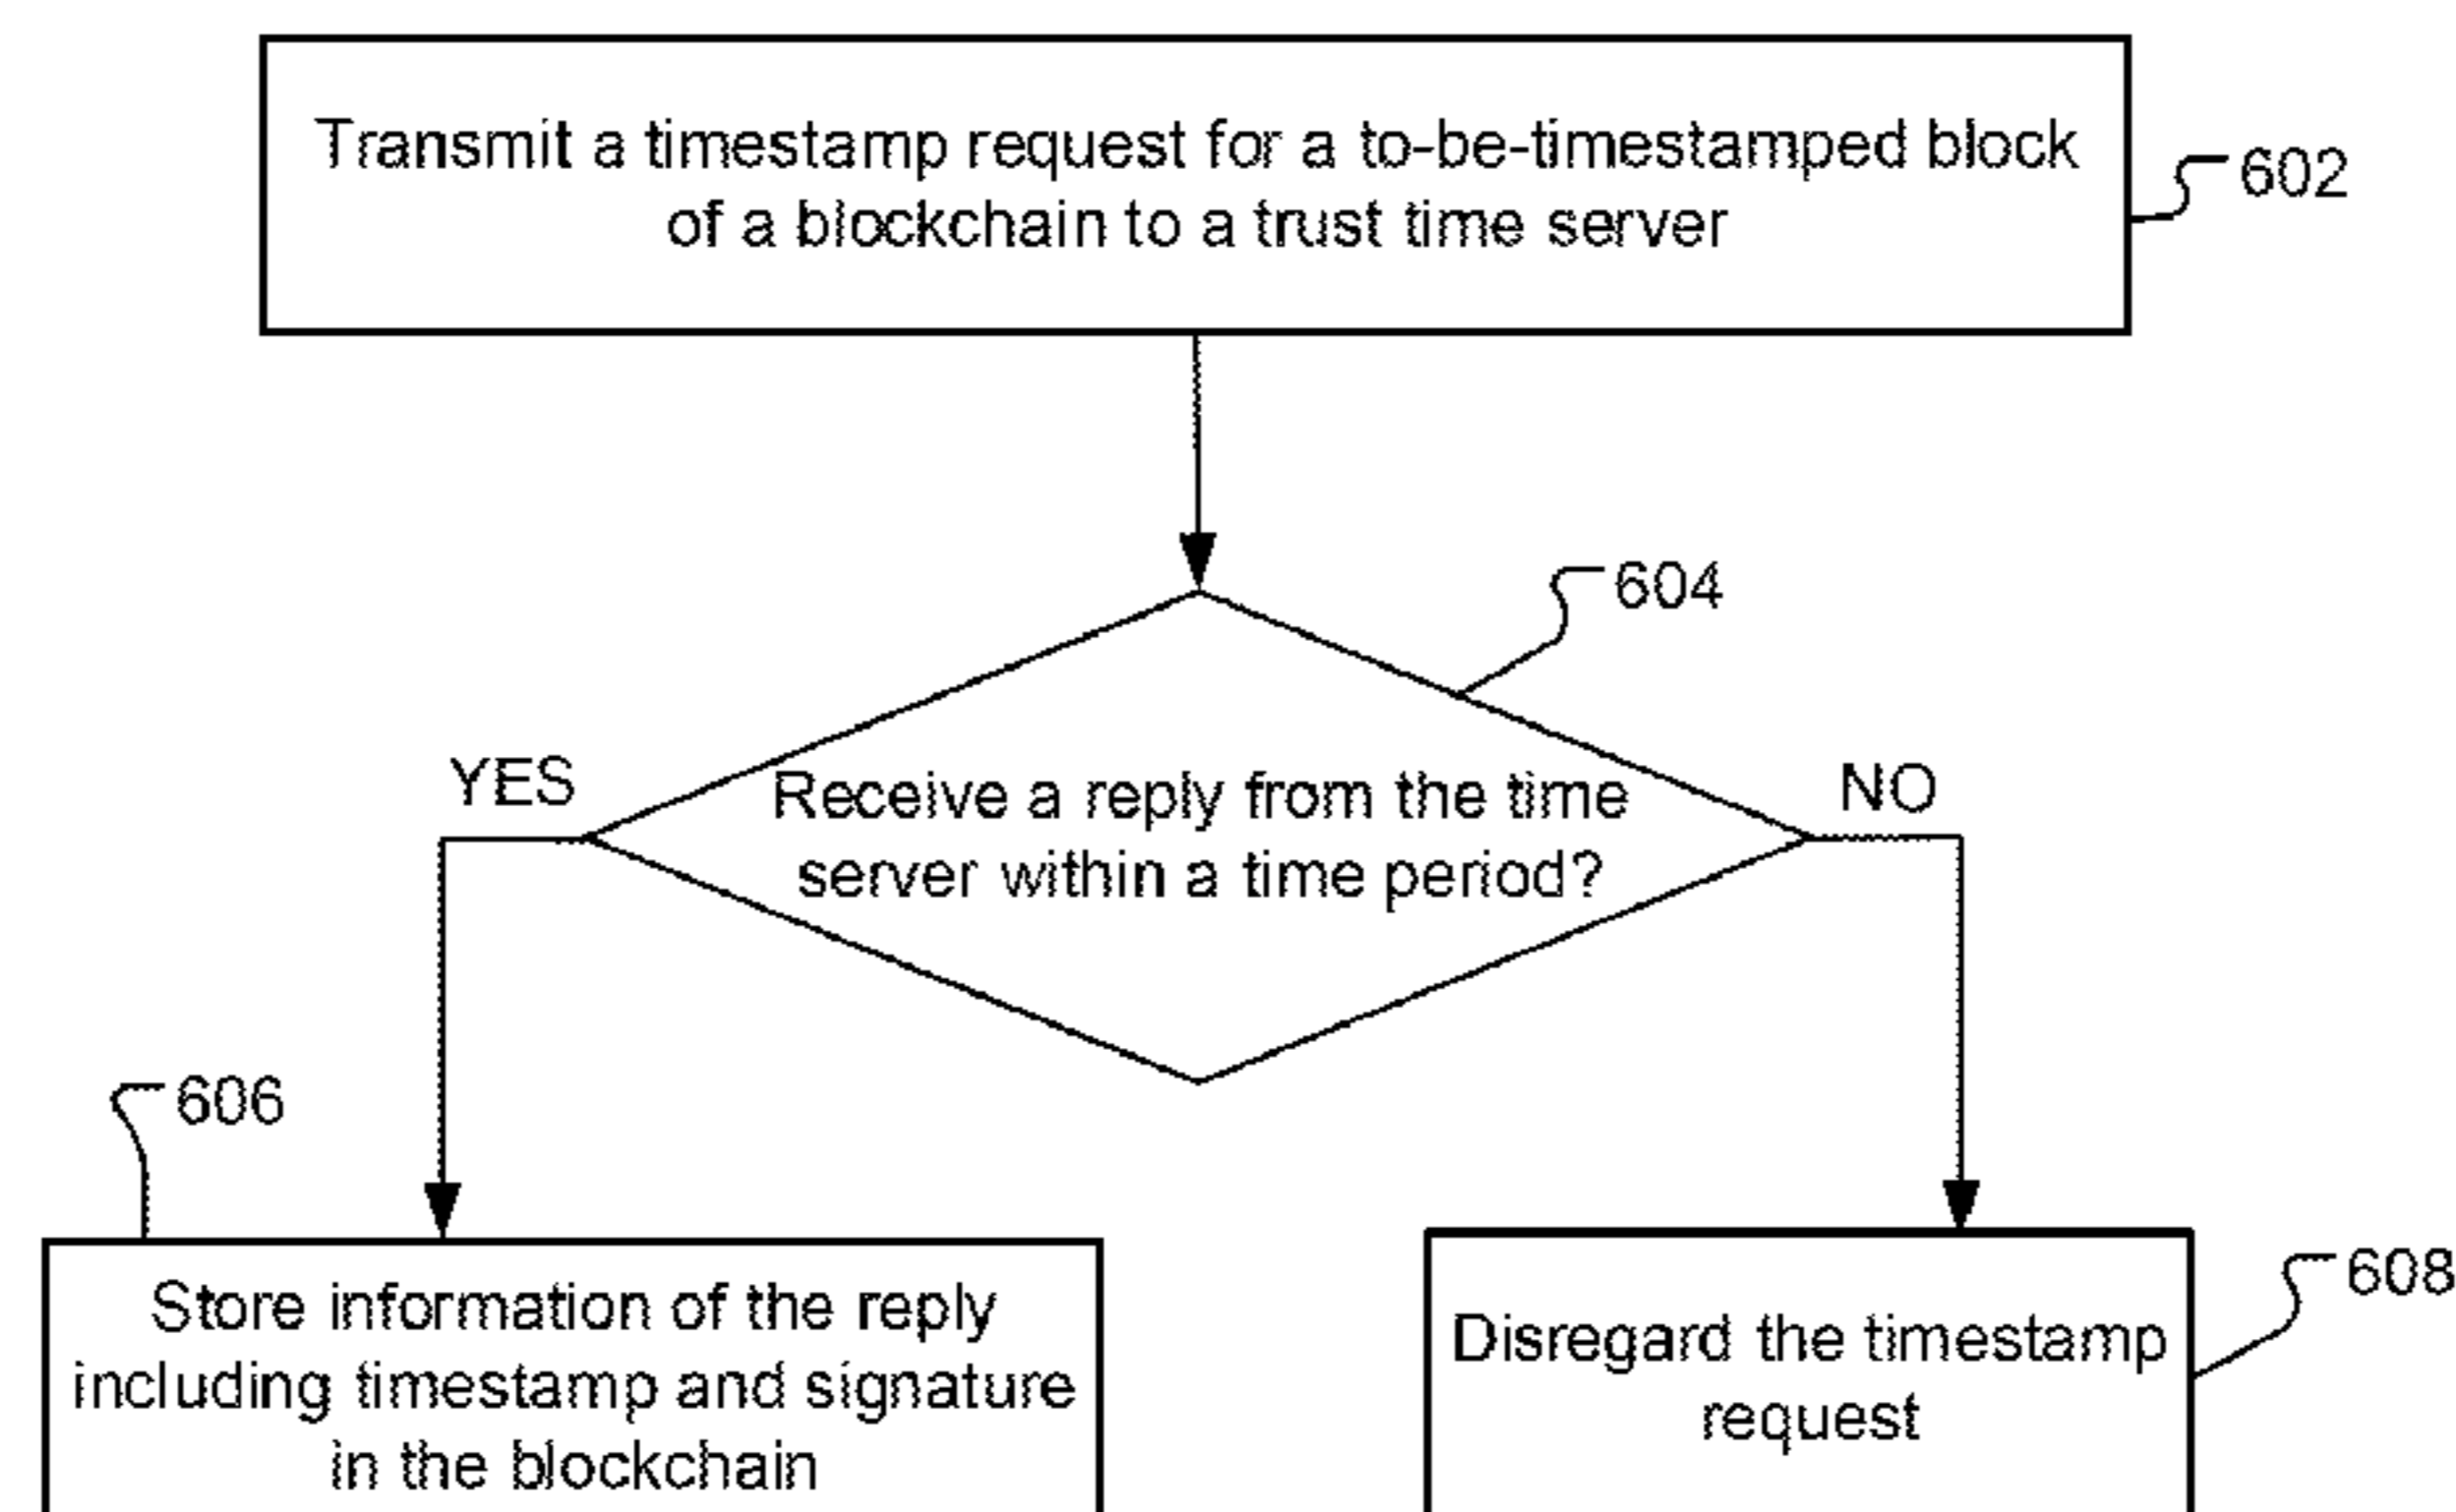 Transmit a timestamp request for a to-be-timestamped block
of a blockchain to a trust time server
602
604
YES
Receive a reply from the time
server within a time period?
NO
606
Store information of the reply
including timestamp and signature
in the blockchain
608
Disregard the timestamp
request